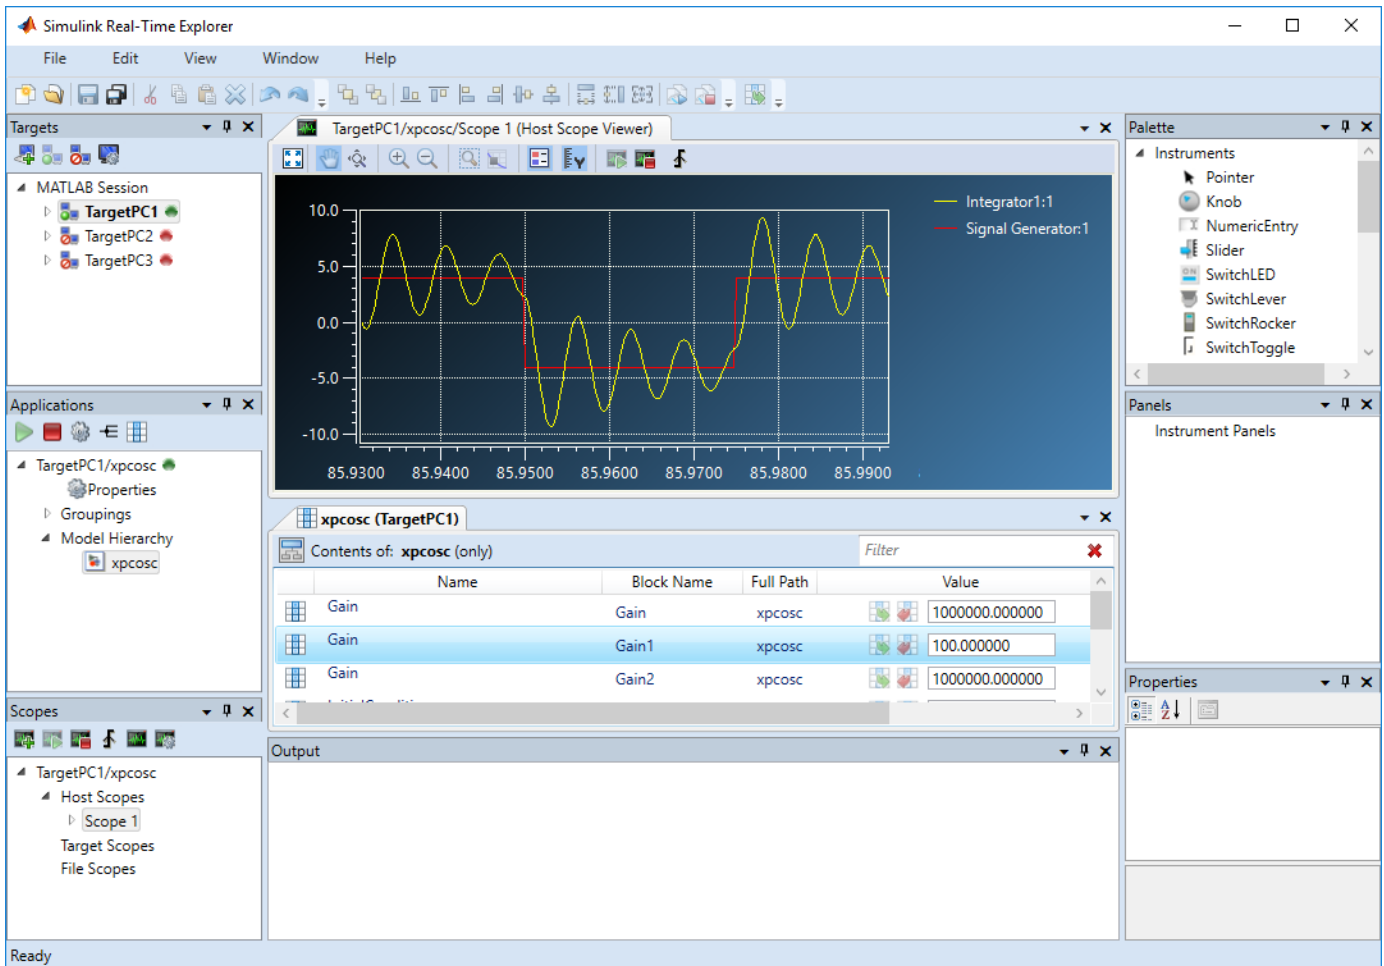 Simulink Real-Time Explorer
File Edit View Window Help
Targets
MATLAB Session
TargetPC1
TargetPC2
TargetPC3
Applications
TargetPC1/xpcosc
Properties
Groupings
Model Hierarchy
xpcosc
Scopes
TargetPC1/xpcosc
Host Scopes
Scope 1
Target Scopes
File Scopes
TargetPC1/xpcosc/Scope 1 (Host Scope Viewer)
Integrator1:1
Signal Generator:1
10.0
5.0
0.0
-5.0
-10.0
85.9300 85.9400 85.9500 85.9600 85.9700 85.9800 85.9900
xpcosc (TargetPC1)
Contents of: xpcosc (only) Filter
Name Block Name Full Path Value
Gain Gain xpcosc 1000000.000000
Gain Gain1 xpcosc 100.000000
Gain Gain2 xpcosc 1000000.000000
Output
Palette
Instruments
Pointer
Knob
NumericEntry
Slider
SwitchLED
SwitchLever
SwitchRocker
SwitchToggle
Panels
Instrument Panels
Properties
Ready